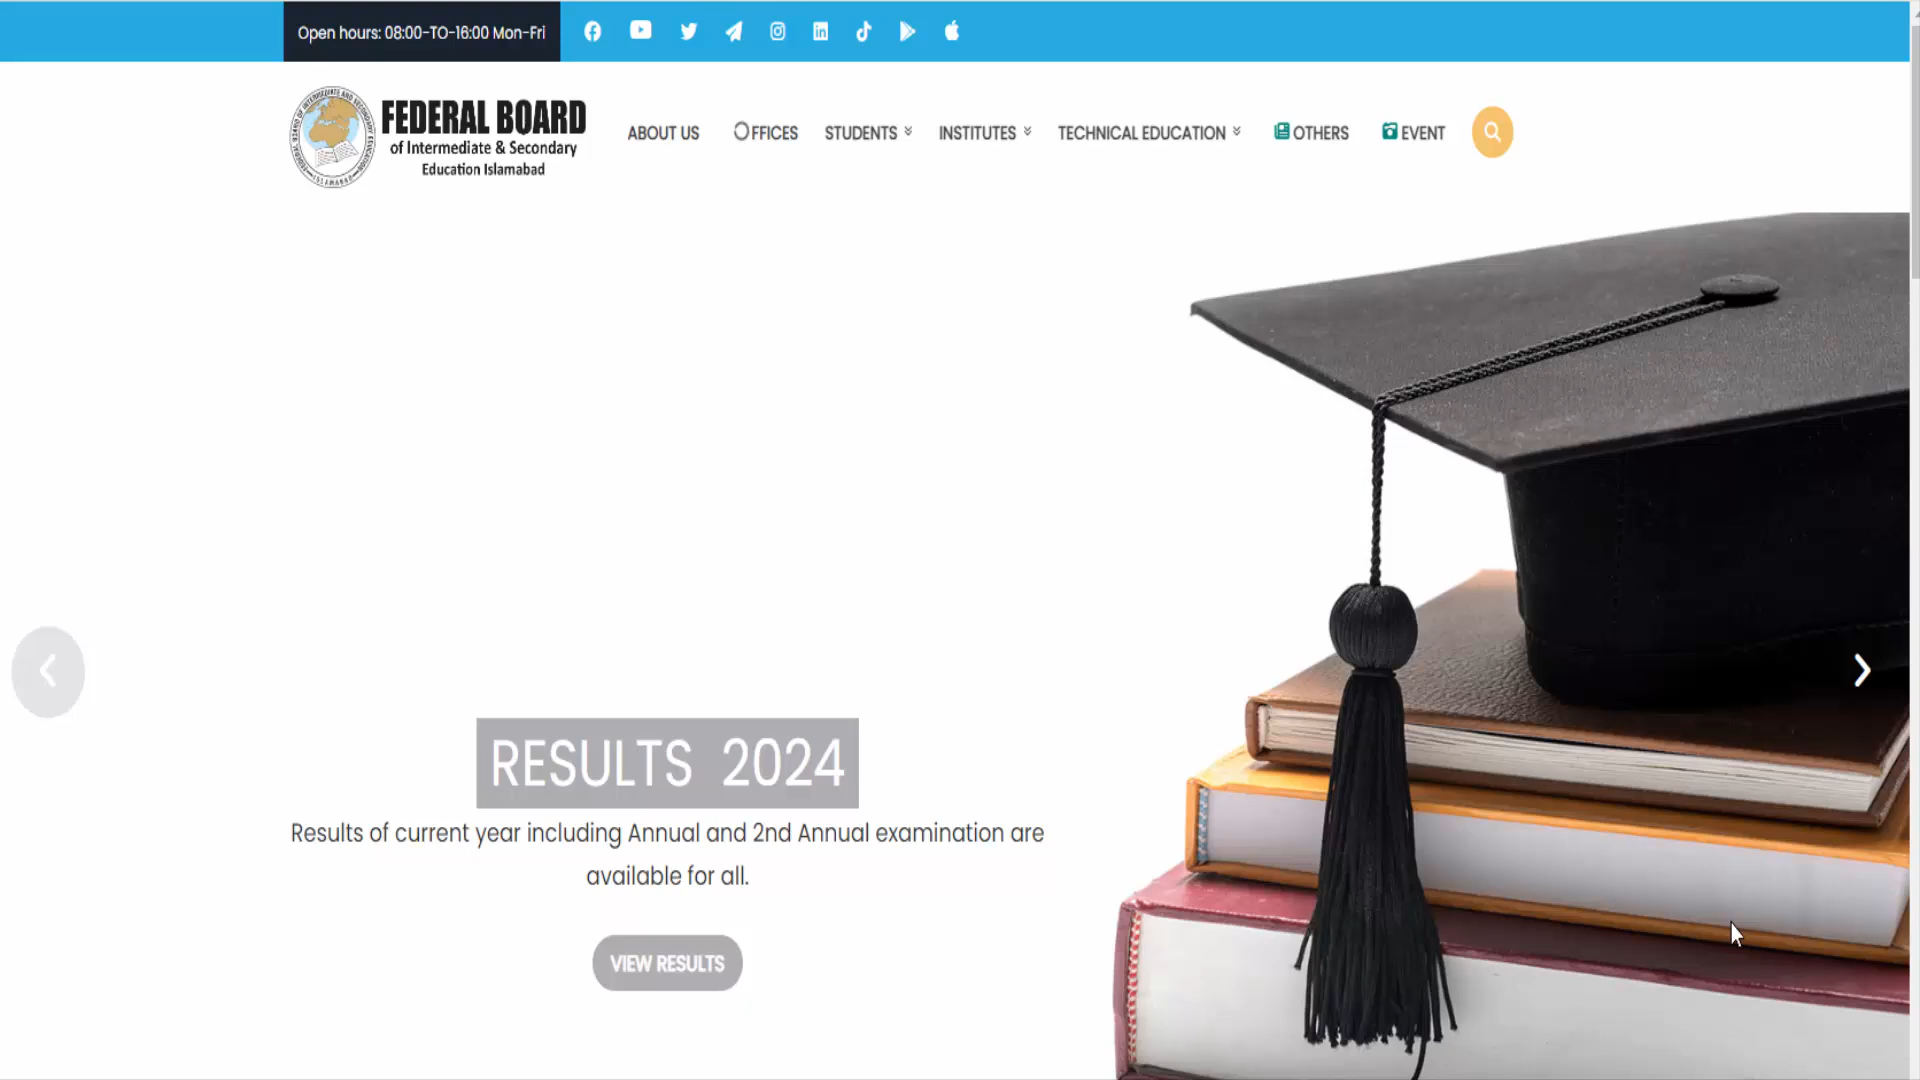 Open hours: 08:00-TO-16:00 Mon-Fri
FEDERAL BOARD
of Intermediate & Secondary
Education Islamabad
ABOUT US
OFFICES
STUDENTS
INSTITUTES
TECHNICAL EDUCATION
OTHERS
EVENT
RESULTS 2024
Results of current year including Annual and 2nd Annual examination are
available for all.
VIEW RESULTS